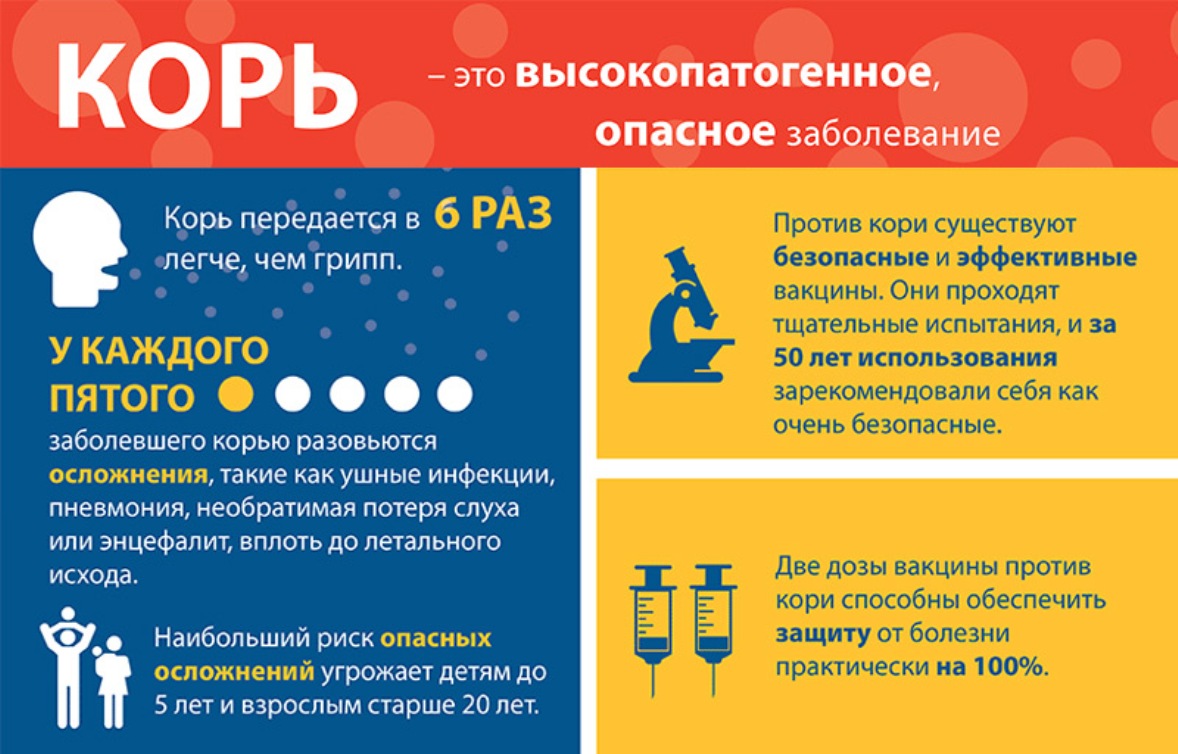 КОРЬ
– это высокопатогенное,
опасное заболевание
Корь передается в 6 РАЗ
легче, чем грипп.
У КАЖДОГО
ПЯТОГО
заболевшего корью разовьются
осложнения, такие как ушные инфекции,
пневмония, необратимая потеря слуха
или энцефалит, вплоть до летального
исхода.
Наибольший риск опасных
осложнений угрожает детям до
5 лет и взрослым старше 20 лет.
Против кори существуют
безопасные и эффективные
вакцины. Они проходят
тщательные испытания, и за
50 лет использования
зарекомендовали себя как
очень безопасные.
Две дозы вакцины против
кори способны обеспечить
защиту от болезни
практически на 100%.